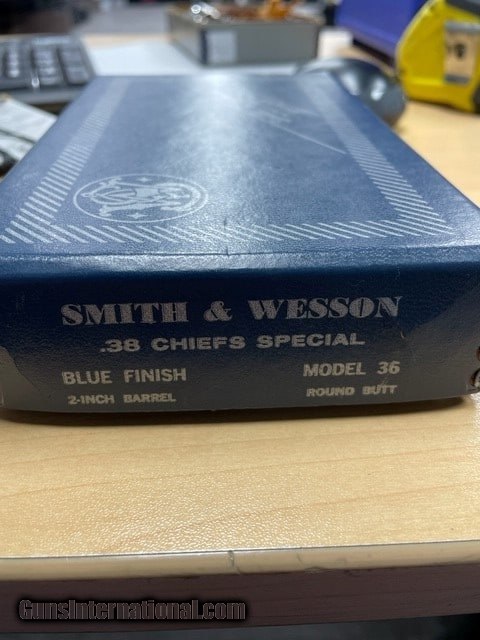 SMITH & WESSON
.38 CHIEFS SPECIAL
BLUE FINISH
MODEL 36
2-INCH BARREL
ROUND BUTT
GunsInternational.com